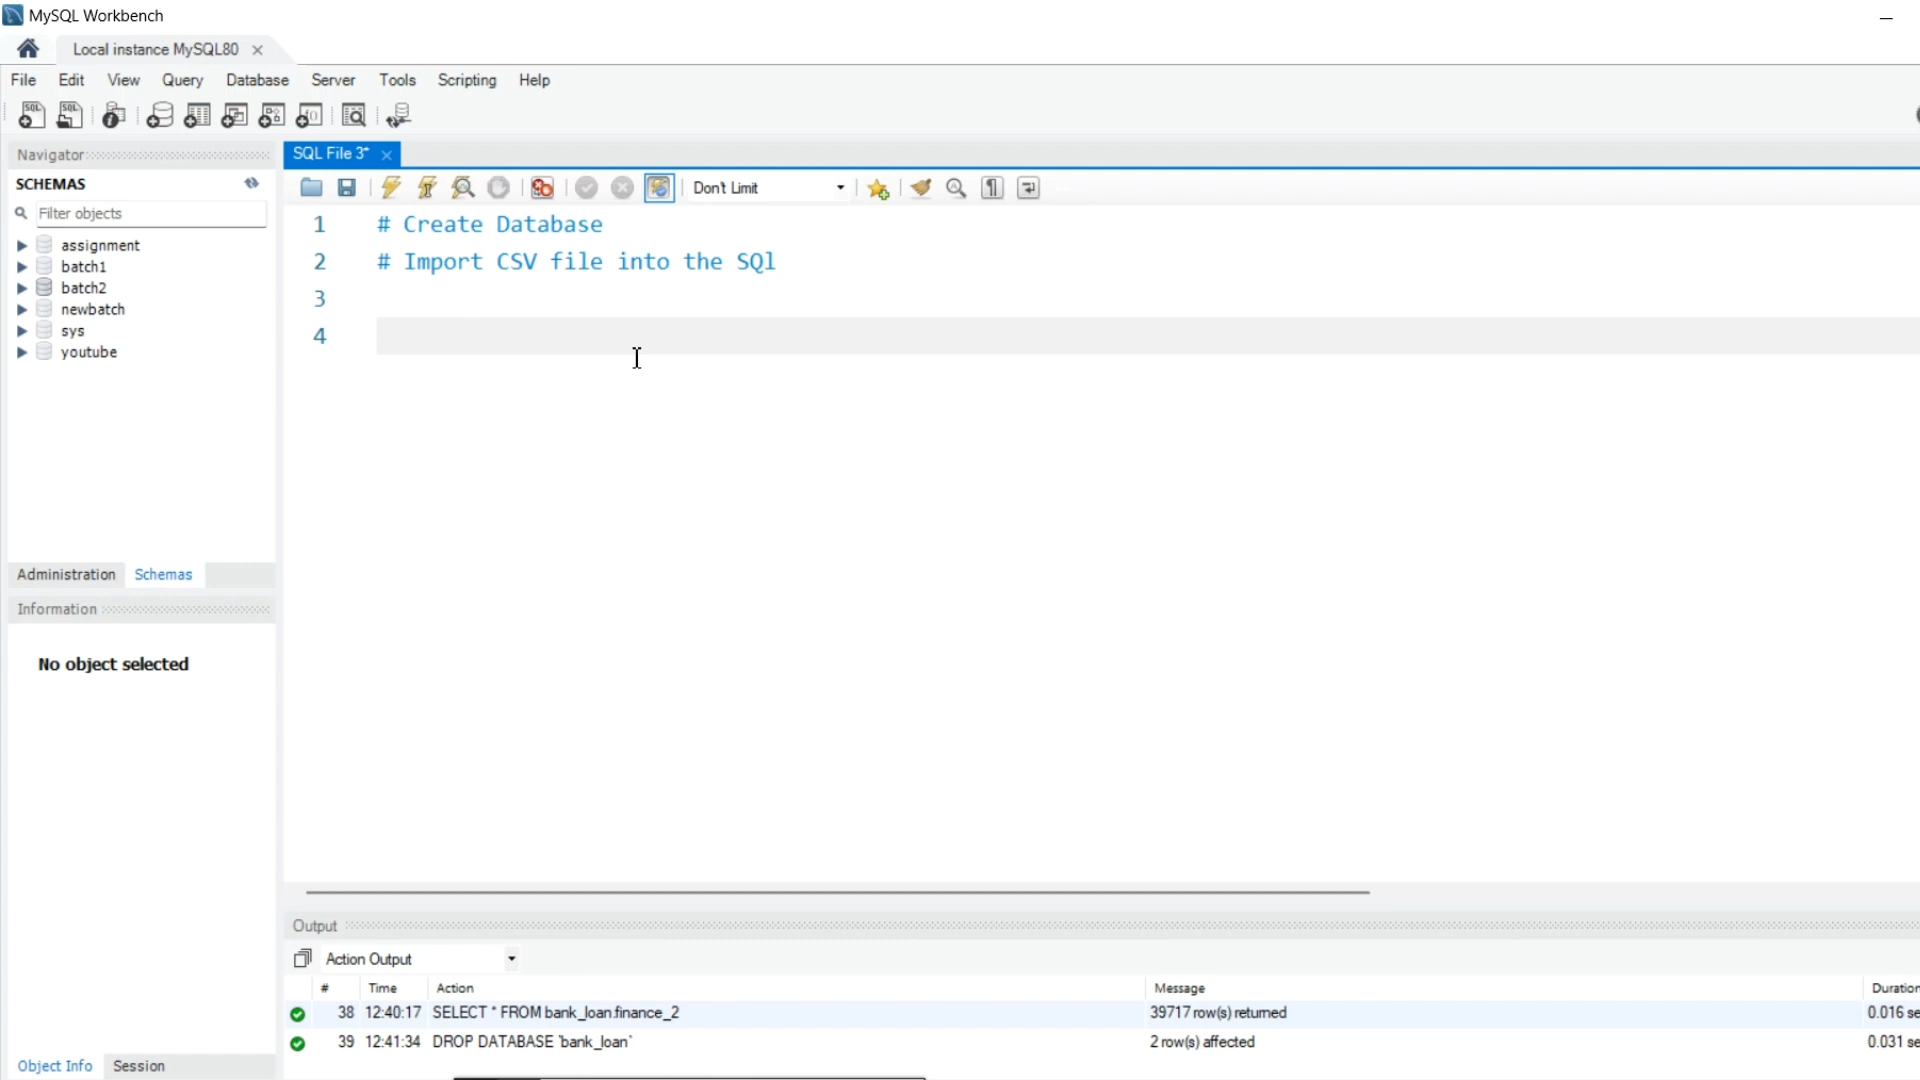 MySQL Workbench
Local instance MySQL80
File Edit View Query Database Server Tools Scripting Help
Navigator
SCHEMAS
Filter objects
assignment
batch1
batch2
newbatch
sys
youtube
Administration Schemas
Information
No object selected
Object Info Session
SQL File 3*
Don't Limit
1 # Create Database
2 # Import CSV file into the SQl
3
4
Output
Action Output
# Time Action Message Duration
38 12:40:17 SELECT * FROM bank_loan.finance_2 39717 row(s) returned 0.016 se
39 12:41:34 DROP DATABASE `bank_loan` 2 row(s) affected 0.031 se